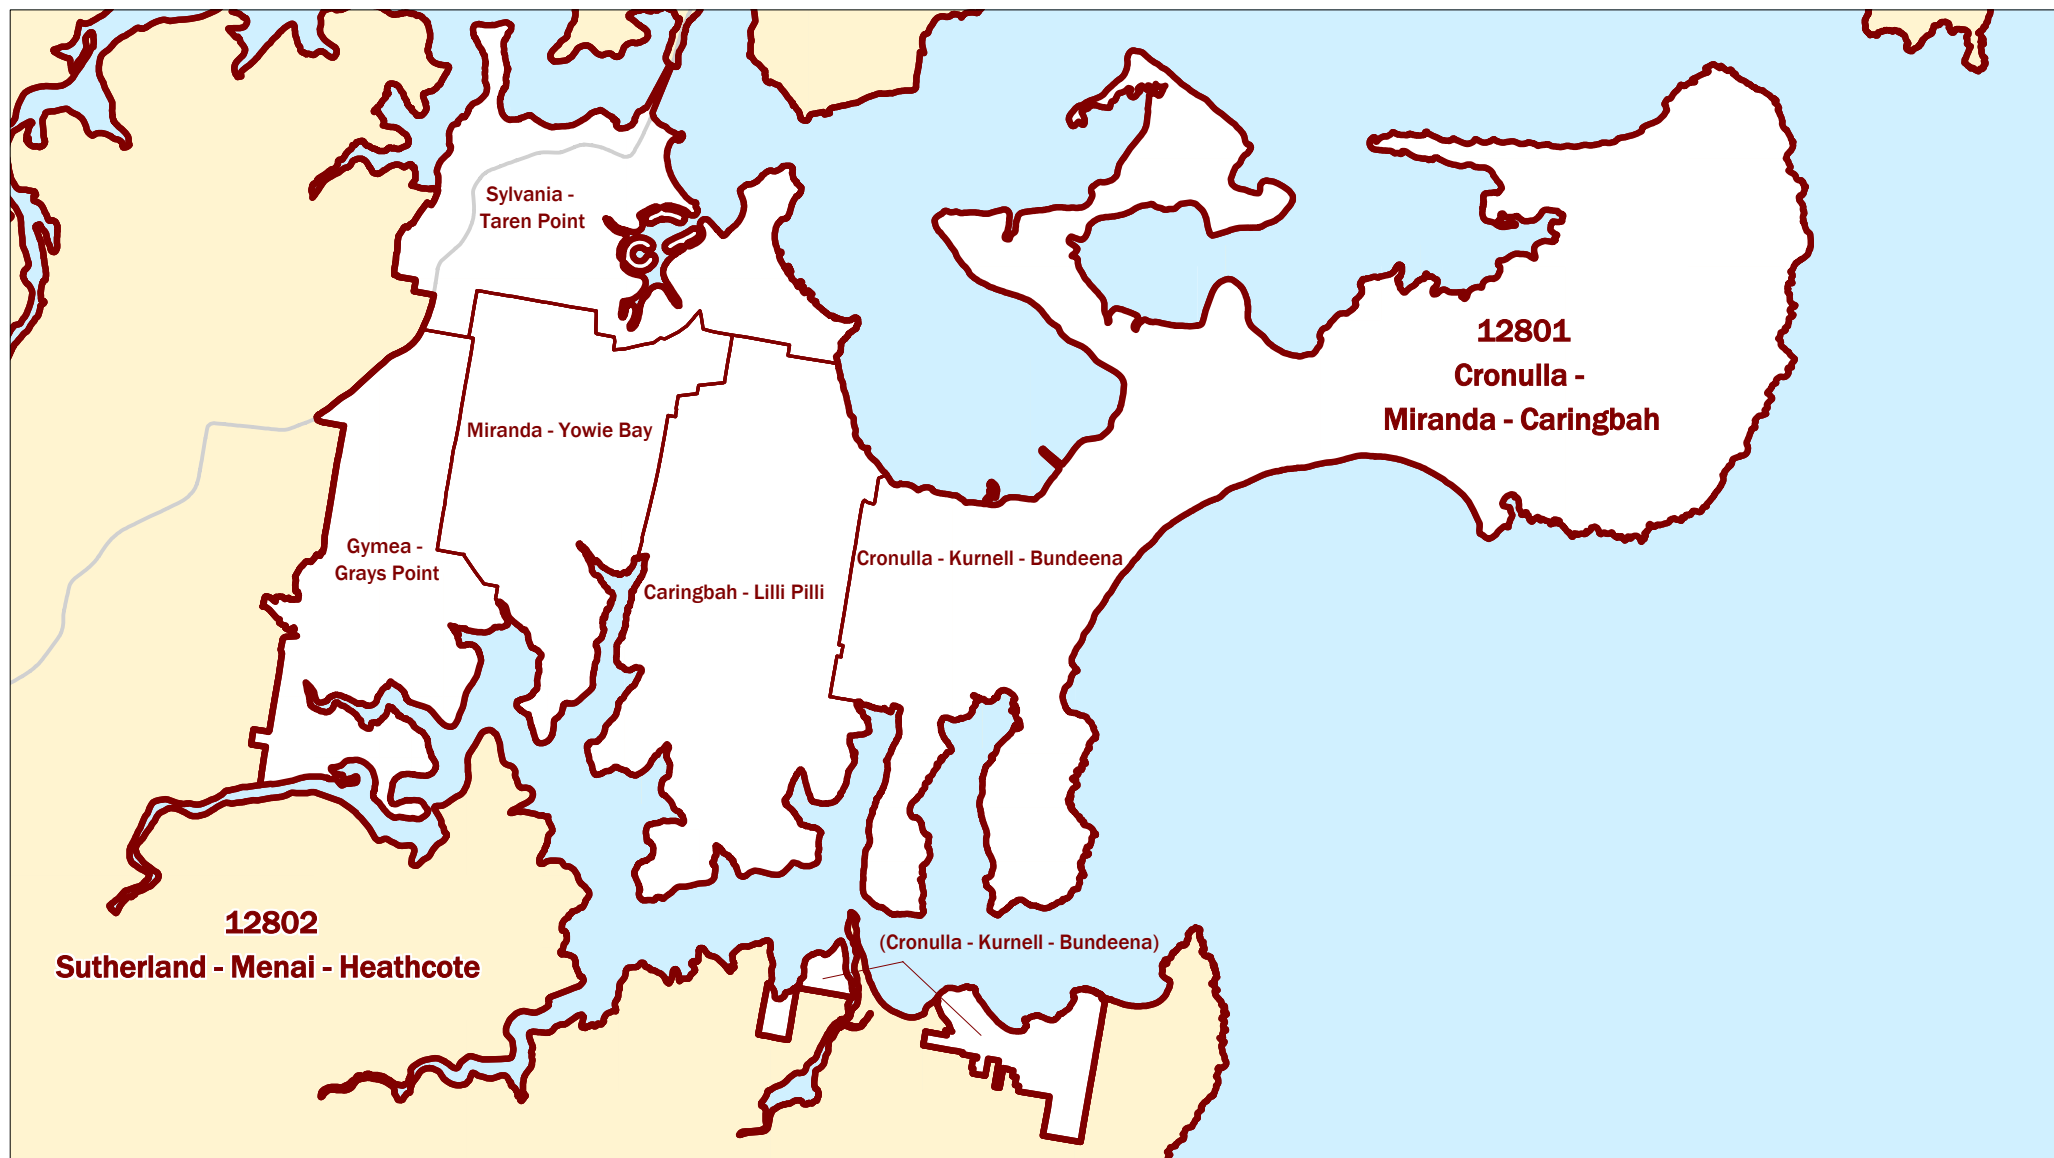 Sylvania -
Taren Point
12801
Cronulla -
Miranda - Caringbah
Miranda - Yowie Bay
Gymea -
Grays Point
Cronulla - Kurnell - Bundeena
Caringbah - Lilli Pilli
12802
Sutherland - Menai - Heathcote
(Cronulla - Kurnell - Bundeena)